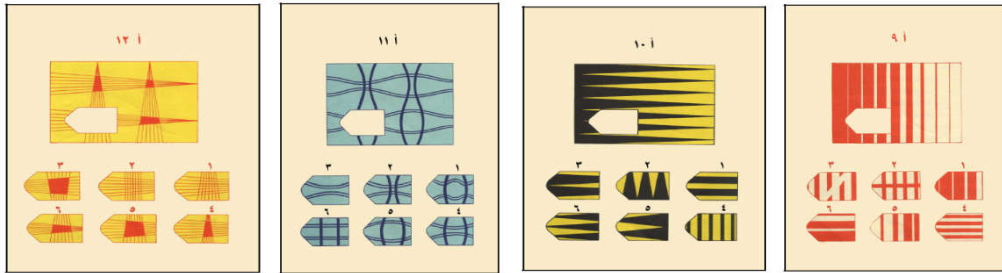 أ ٩
١ ٢ ٣
٤ ٥ ٦
أ ١٠
١ ٢ ٣
٤ ٥ ٦
أ ١١
١ ٢ ٣
٤ ٥ ٦
أ ١٢
١ ٢ ٣
٤ ٥ ٦